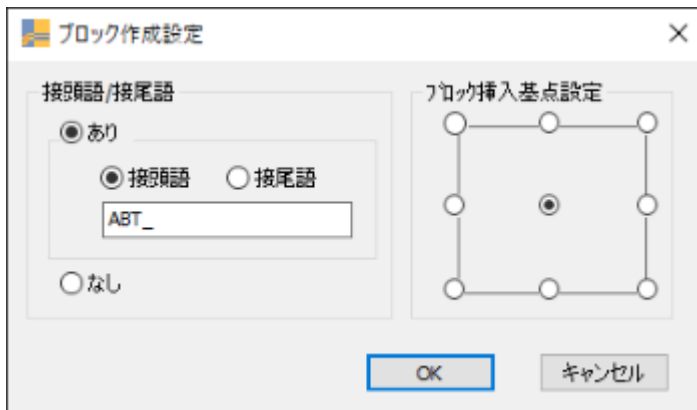 ブロック作成設定
接頭語/接尾語
あり
接頭語 接尾語
ABT_
なし
ブロック挿入基点設定
OK キャンセル